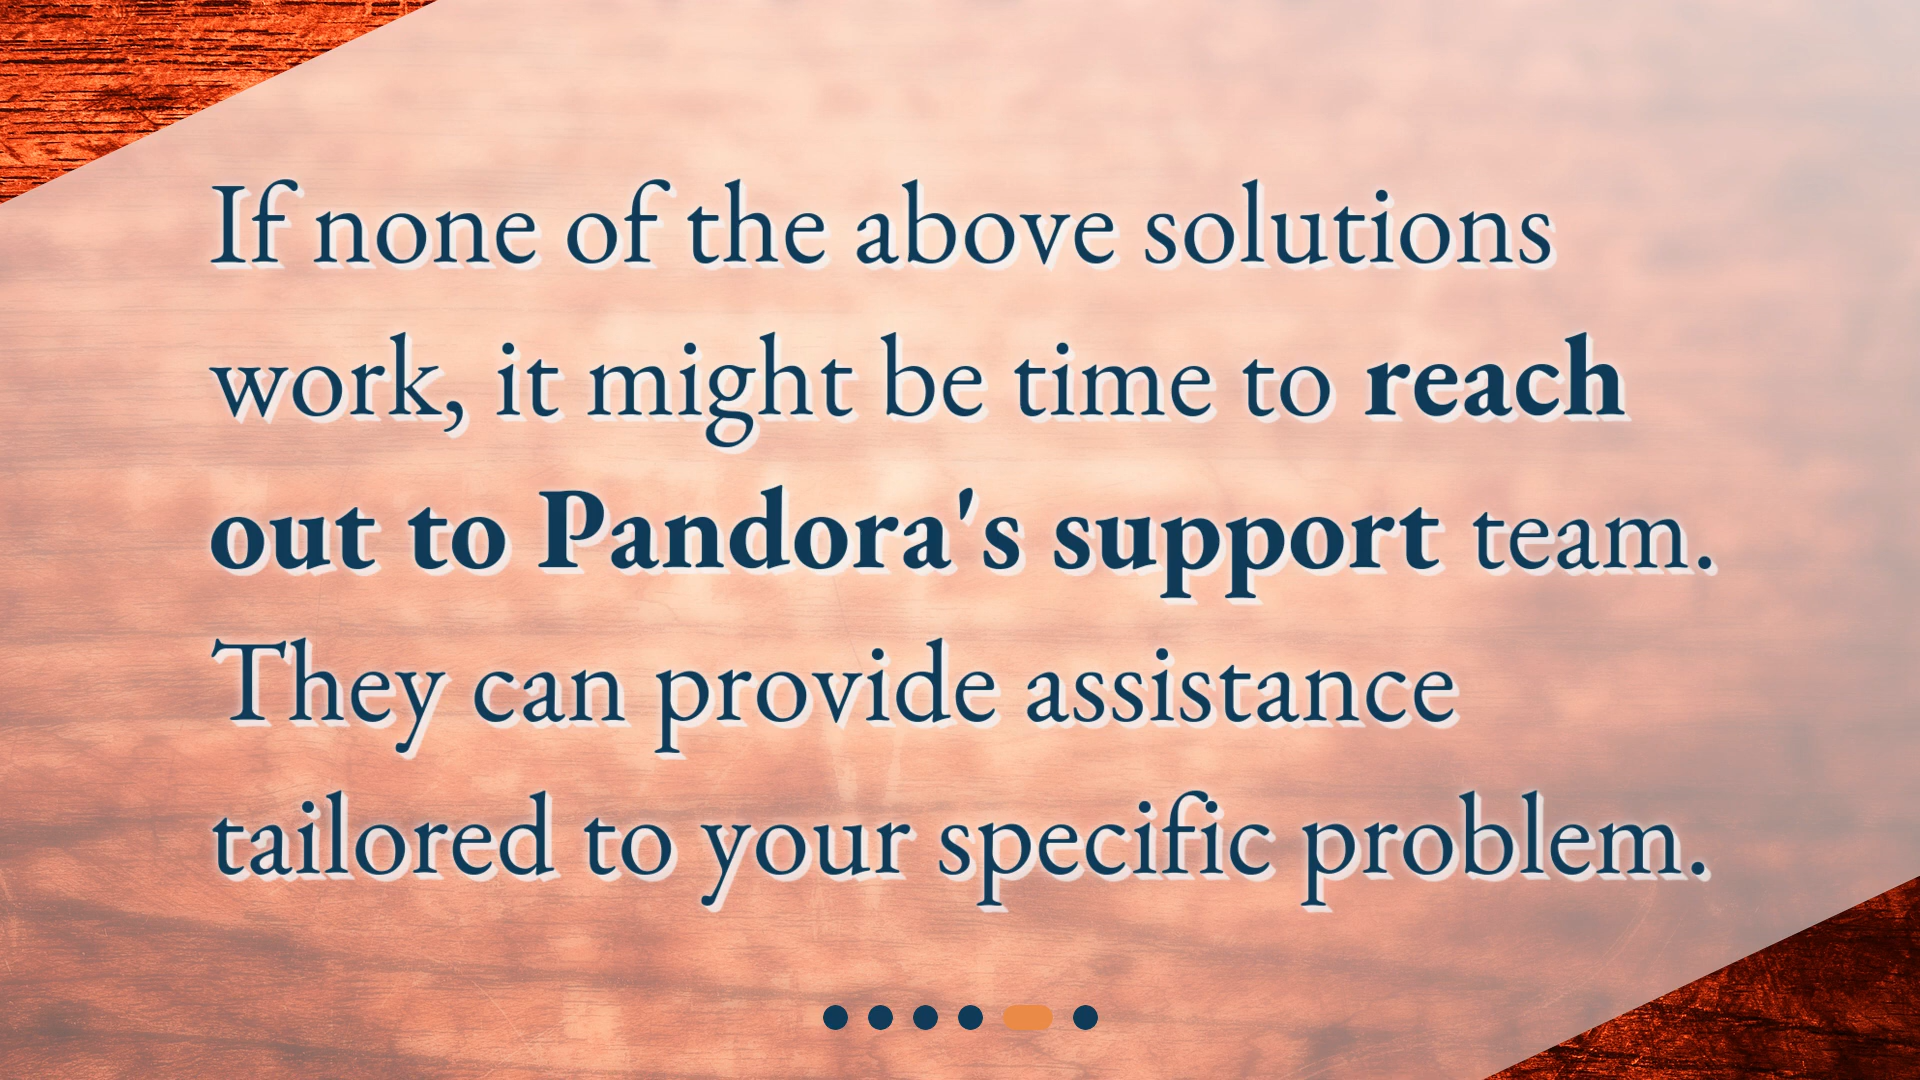 If none of the above solutions
work, it might be time to reach
out to Pandora's support team.
They can provide assistance
tailored to your specific problem.